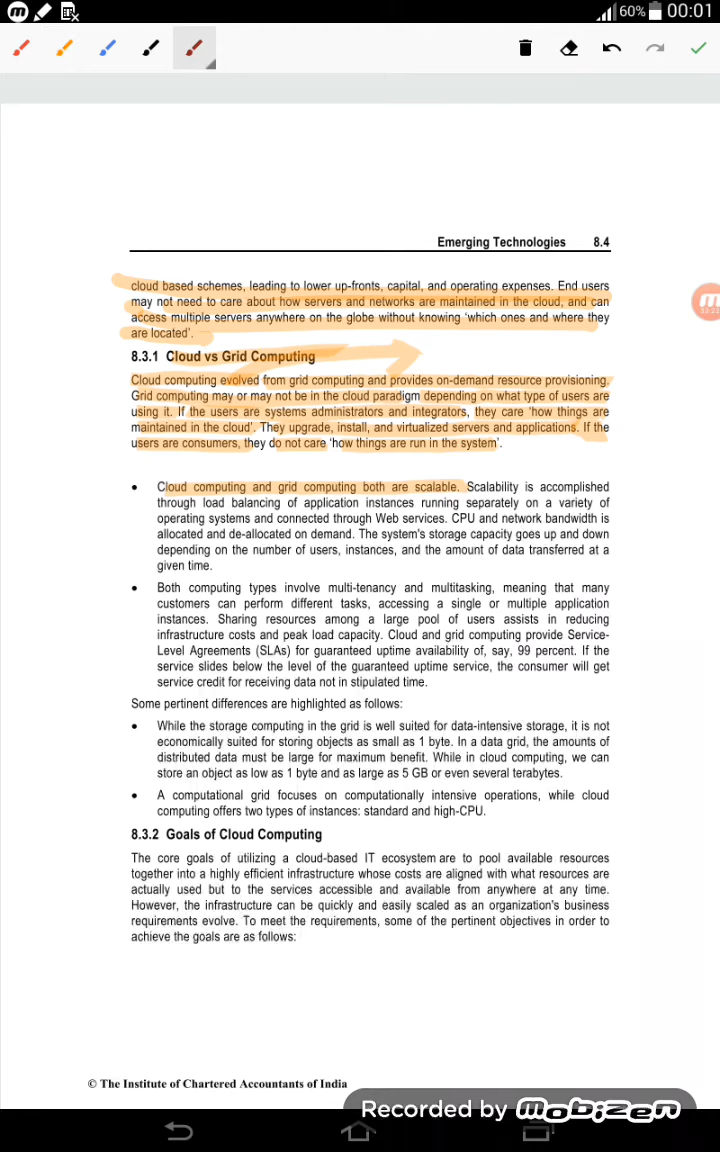 60% 00:01
Emerging Technologies 8.4
cloud based schemes, leading to lower up-fronts, capital, and operating expenses. End users
may not need to care about how servers and networks are maintained in the cloud, and can
access multiple servers anywhere on the globe without knowing ‘which ones and where they
are located’.
8.3.1 Cloud vs Grid Computing
Cloud computing evolved from grid computing and provides on-demand resource provisioning.
Grid computing may or may not be in the cloud paradigm depending on what type of users are
using it. If the users are systems administrators and integrators, they care ‘how things are
maintained in the cloud’. They upgrade, install, and virtualized servers and applications. If the
users are consumers, they do not care ‘how things are run in the system’.
• Cloud computing and grid computing both are scalable. Scalability is accomplished
through load balancing of application instances running separately on a variety of
operating systems and connected through Web services. CPU and network bandwidth is
allocated and de-allocated on demand. The system's storage capacity goes up and down
depending on the number of users, instances, and the amount of data transferred at a
given time.
• Both computing types involve multi-tenancy and multitasking, meaning that many
customers can perform different tasks, accessing a single or multiple application
instances. Sharing resources among a large pool of users assists in reducing
infrastructure costs and peak load capacity. Cloud and grid computing provide Service-
Level Agreements (SLAs) for guaranteed uptime availability of, say, 99 percent. If the
service slides below the level of the guaranteed uptime service, the consumer will get
service credit for receiving data not in stipulated time.
Some pertinent differences are highlighted as follows:
• While the storage computing in the grid is well suited for data-intensive storage, it is not
economically suited for storing objects as small as 1 byte. In a data grid, the amounts of
distributed data must be large for maximum benefit. While in cloud computing, we can
store an object as low as 1 byte and as large as 5 GB or even several terabytes.
• A computational grid focuses on computationally intensive operations, while cloud
computing offers two types of instances: standard and high-CPU.
8.3.2 Goals of Cloud Computing
The core goals of utilizing a cloud-based IT ecosystem are to pool available resources
together into a highly efficient infrastructure whose costs are aligned with what resources are
actually used but to the services accessible and available from anywhere at any time.
However, the infrastructure can be quickly and easily scaled as an organization's business
requirements evolve. To meet the requirements, some of the pertinent objectives in order to
achieve the goals are as follows:
© The Institute of Chartered Accountants of India
Recorded by mobizen